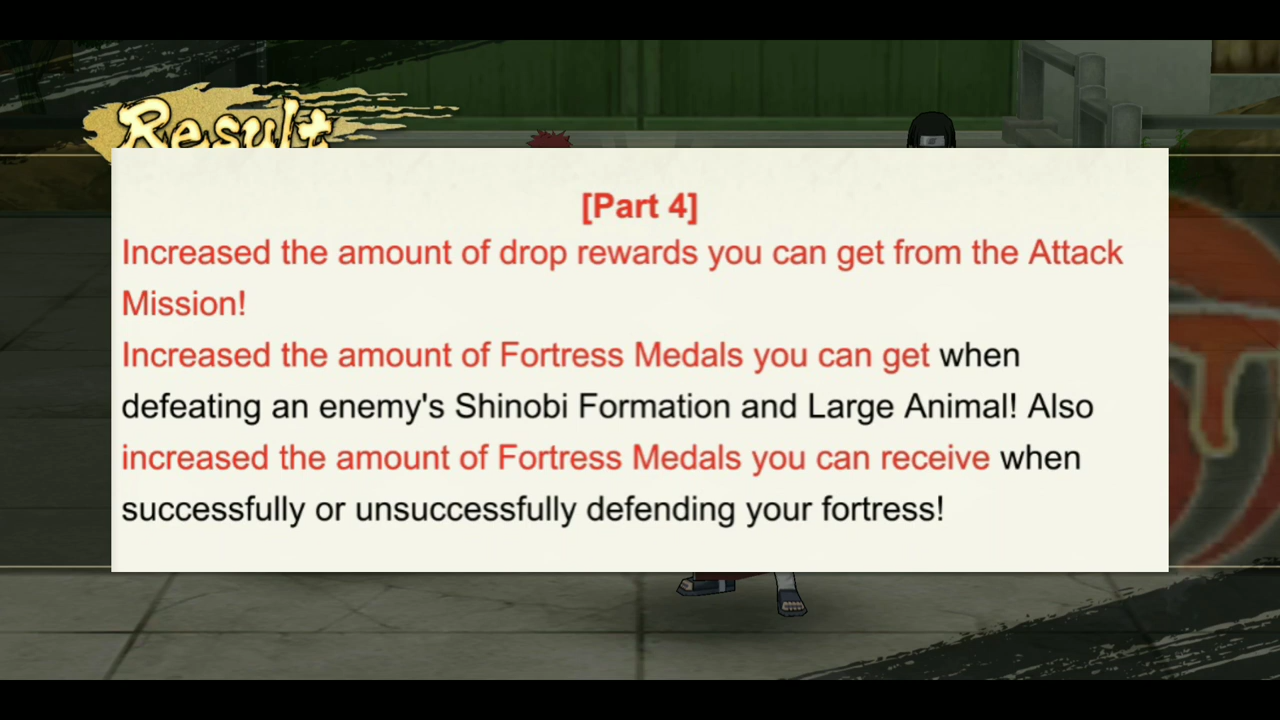 Result
[Part 4]
Increased the amount of drop rewards you can get from the Attack
Mission!
Increased the amount of Fortress Medals you can get when
defeating an enemy's Shinobi Formation and Large Animal! Also
increased the amount of Fortress Medals you can receive when
successfully or unsuccessfully defending your fortress!